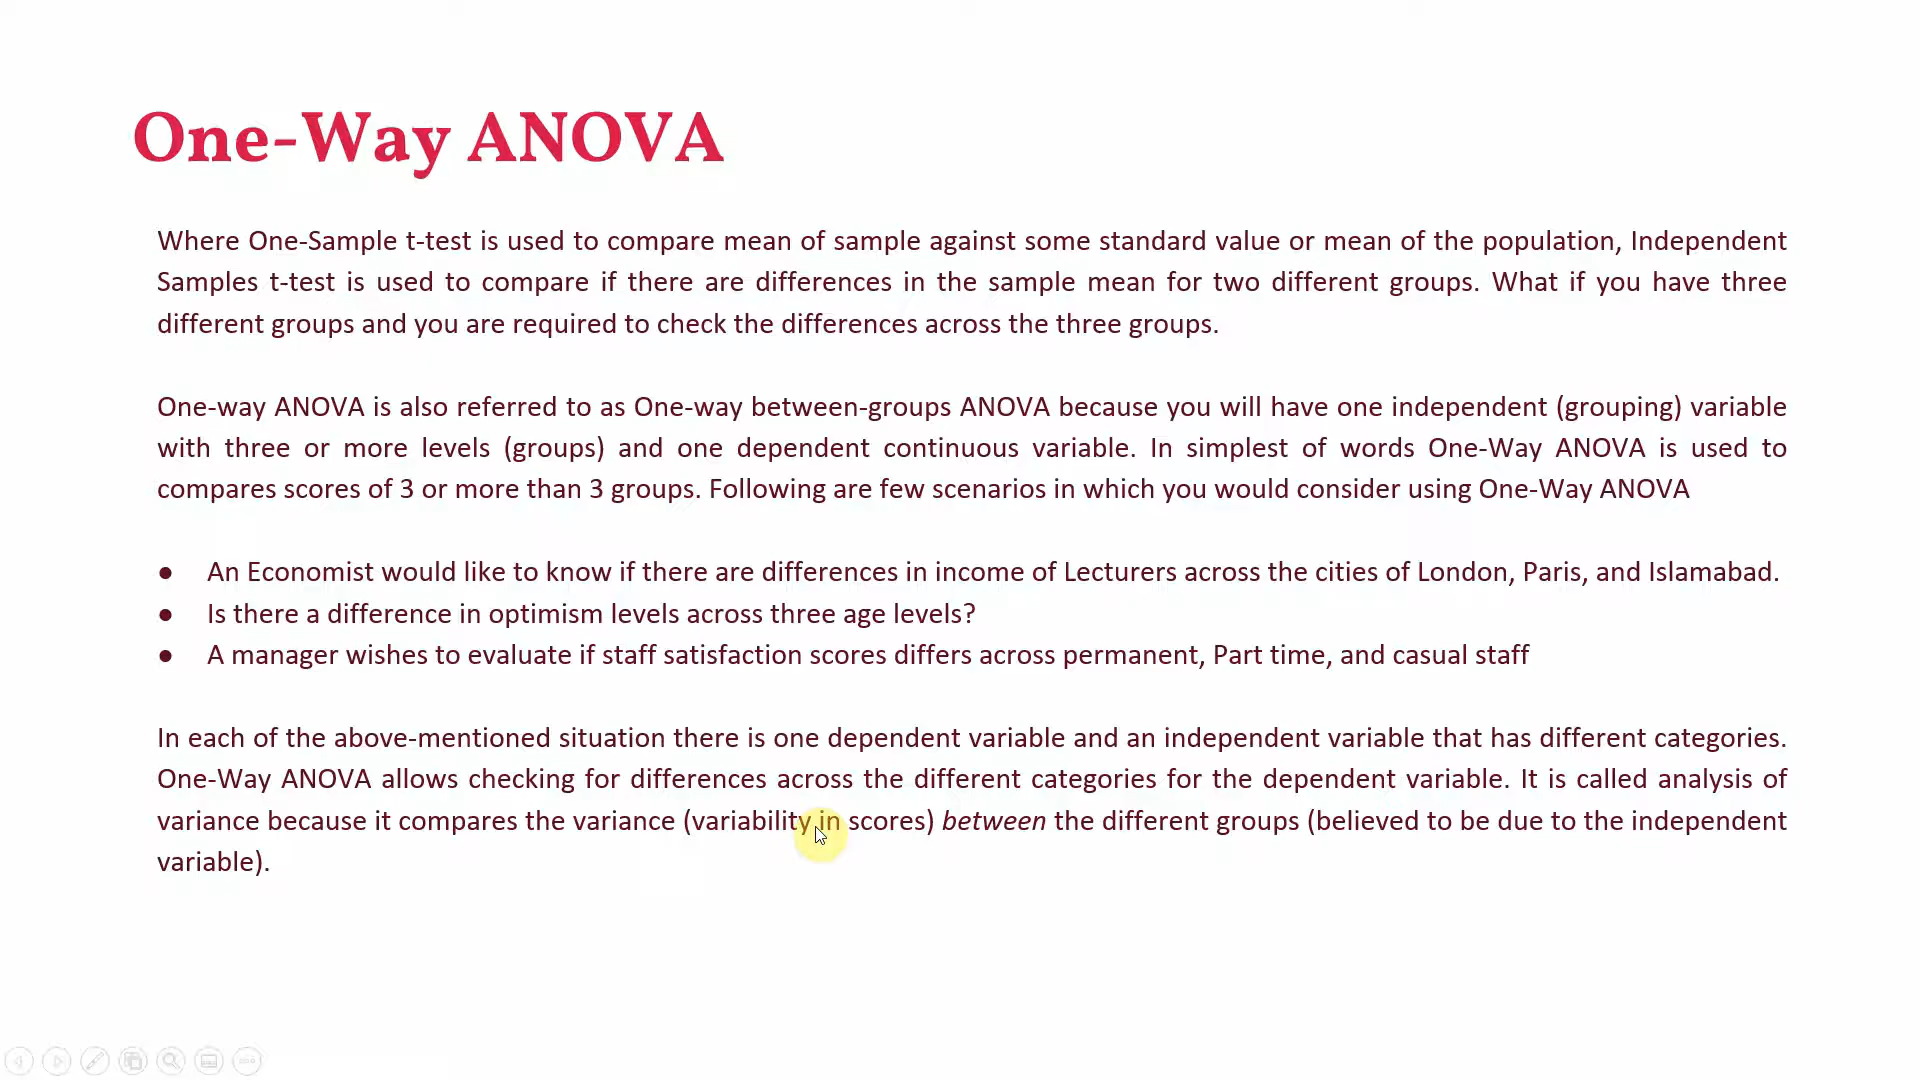 One-Way ANOVA
Where One-Sample t-test is used to compare mean of sample against some standard value or mean of the population, Independent
Samples t-test is used to compare if there are differences in the sample mean for two different groups. What if you have three
different groups and you are required to check the differences across the three groups.
One-way ANOVA is also referred to as One-way between-groups ANOVA because you will have one independent (grouping) variable
with three or more levels (groups) and one dependent continuous variable. In simplest of words One-Way ANOVA is used to
compares scores of 3 or more than 3 groups. Following are few scenarios in which you would consider using One-Way ANOVA
● An Economist would like to know if there are differences in income of Lecturers across the cities of London, Paris, and Islamabad.
● Is there a difference in optimism levels across three age levels?
● A manager wishes to evaluate if staff satisfaction scores differs across permanent, Part time, and casual staff
In each of the above-mentioned situation there is one dependent variable and an independent variable that has different categories.
One-Way ANOVA allows checking for differences across the different categories for the dependent variable. It is called analysis of
variance because it compares the variance (variability in scores) between the different groups (believed to be due to the independent
variable).